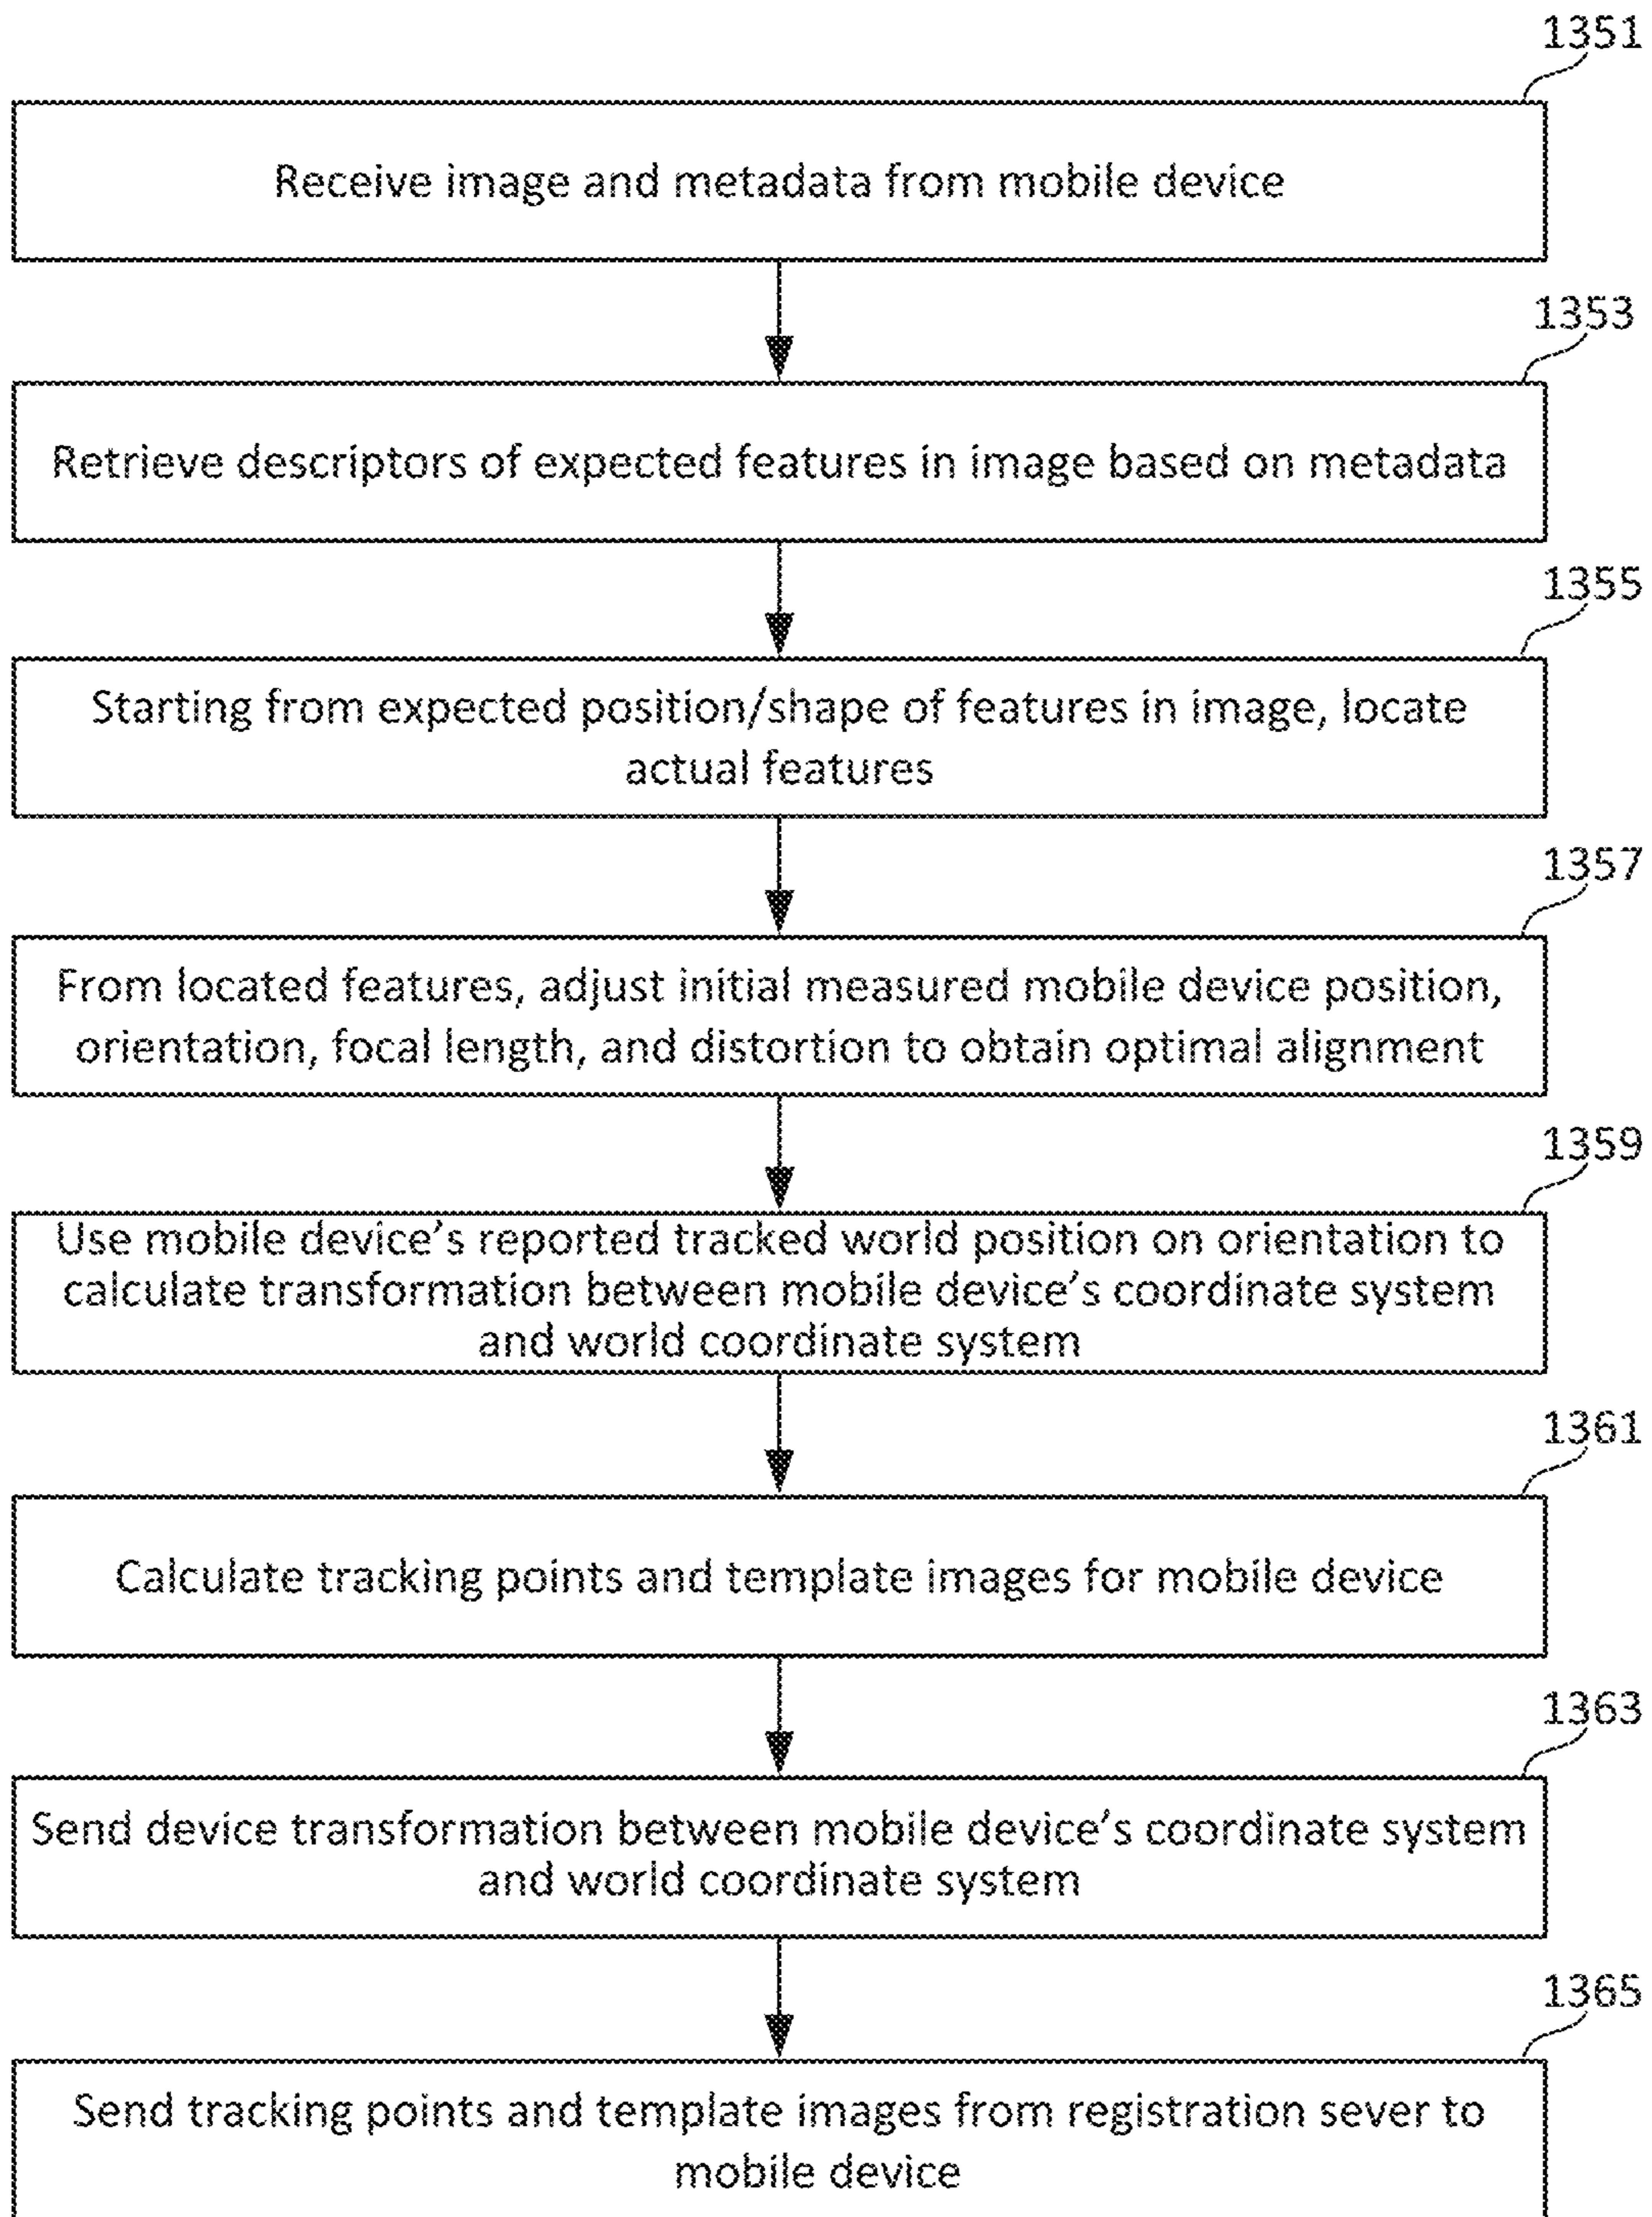 1351
Receive image and metadata from mobile device
1353
Retrieve descriptors of expected features in image based on metadata
1355
Starting from expected position/shape of features in image, locate
actual features
1357
From located features, adjust initial measured mobile device position,
orientation, focal length, and distortion to obtain optimal alignment
1359
Use mobile device's reported tracked world position on orientation to
calculate transformation between mobile device's coordinate system
and world coordinate system
1361
Calculate tracking points and template images for mobile device
1363
Send device transformation between mobile device's coordinate system
and world coordinate system
1365
Send tracking points and template images from registration sever to
mobile device